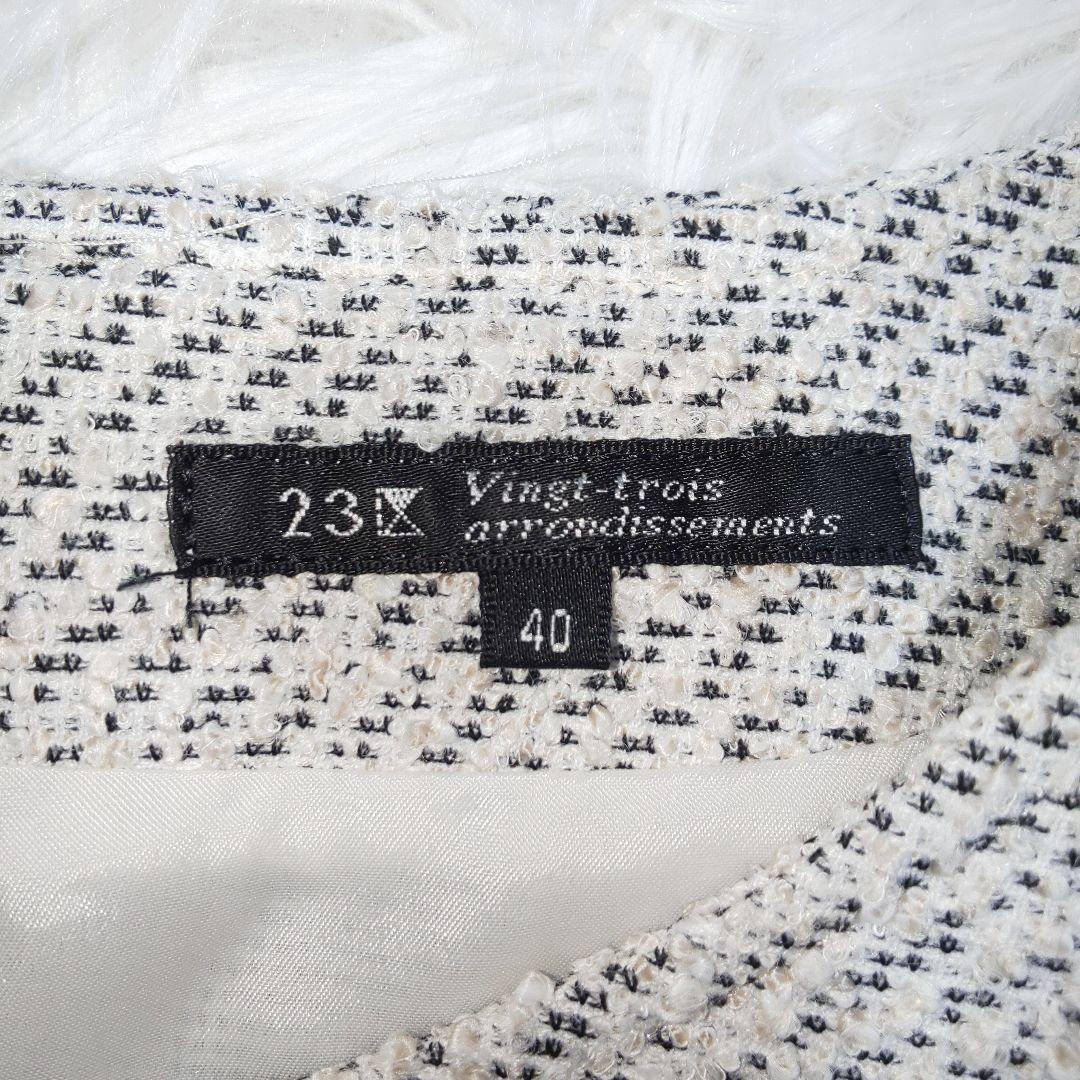 23区 Vingt-trois
arrondissements
40